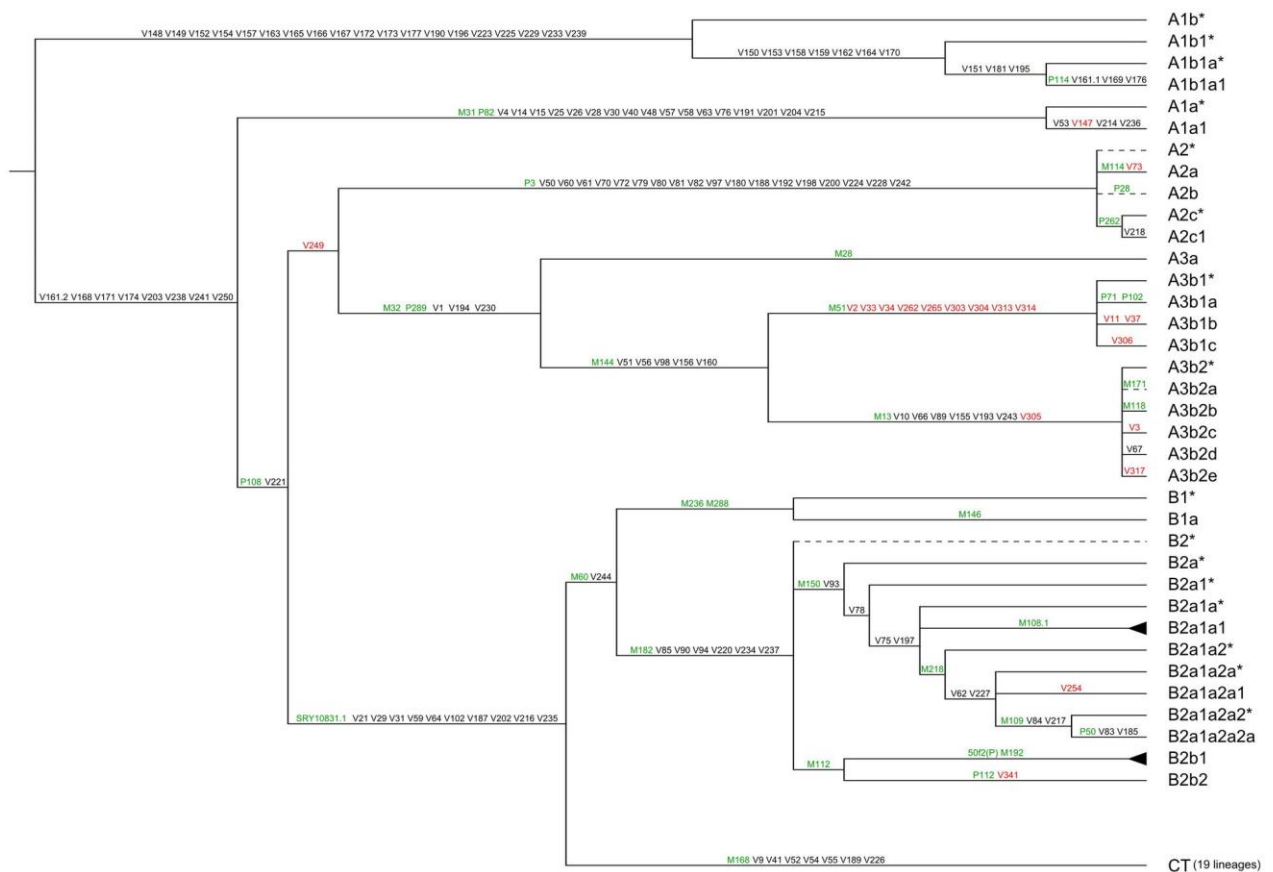 A1b*
V148 V149 V152 V154 V157 V163 V165 V166 V167 V172 V173 V177 V190 V196 V223 V225 V229 V233 V239
A1b1*
V150 V153 V158 V159 V162 V164 V170
A1b1a*
V151 V181 V195
P114 V161.1 V169 V176
A1b1a1
A1a*
M31 P82 V4 V14 V15 V25 V26 V28 V30 V40 V48 V57 V58 V63 V76 V191 V201 V204 V215
V53 V147 V214 V236
A1a1
A2*
M114 V73
A2a
P3 V50 V60 V61 V70 V72 V79 V80 V81 V82 V97 V180 V188 V192 V198 V200 V224 V228 V242
P28
A2b
A2c*
P262
V218
A2c1
V249
M28
A3a
A3b1*
V161.2 V168 V171 V174 V203 V238 V241 V250
M32 P289 V1 V194 V230
M51 V2 V33 V34 V262 V265 V303 V304 V313 V314
P71 P102
A3b1a
V11 V37
A3b1b
V306
A3b1c
M144 V51 V56 V98 V156 V160
A3b2*
M171
A3b2a
M118
A3b2b
M13 V10 V66 V89 V155 V193 V243 V305
V3
A3b2c
V67
A3b2d
V317
A3b2e
P108 V221
B1*
M236 M288
M146
B1a
B2*
B2a*
M60 V244
M150 V93
B2a1*
V78
B2a1a*
M108.1
B2a1a1
V75 V197
M182 V85 V90 V94 V220 V234 V237
B2a1a2*
M218
B2a1a2a*
V62 V227
V254
B2a1a2a1
B2a1a2a2*
SRY10831.1 V21 V29 V31 V59 V64 V102 V187 V202 V216 V235
M109 V84 V217
P50 V83 V185
B2a1a2a2a
50f2(P) M192
B2b1
M112
P112 V341
B2b2
M168 V9 V41 V52 V54 V55 V189 V226
CT (19 lineages)